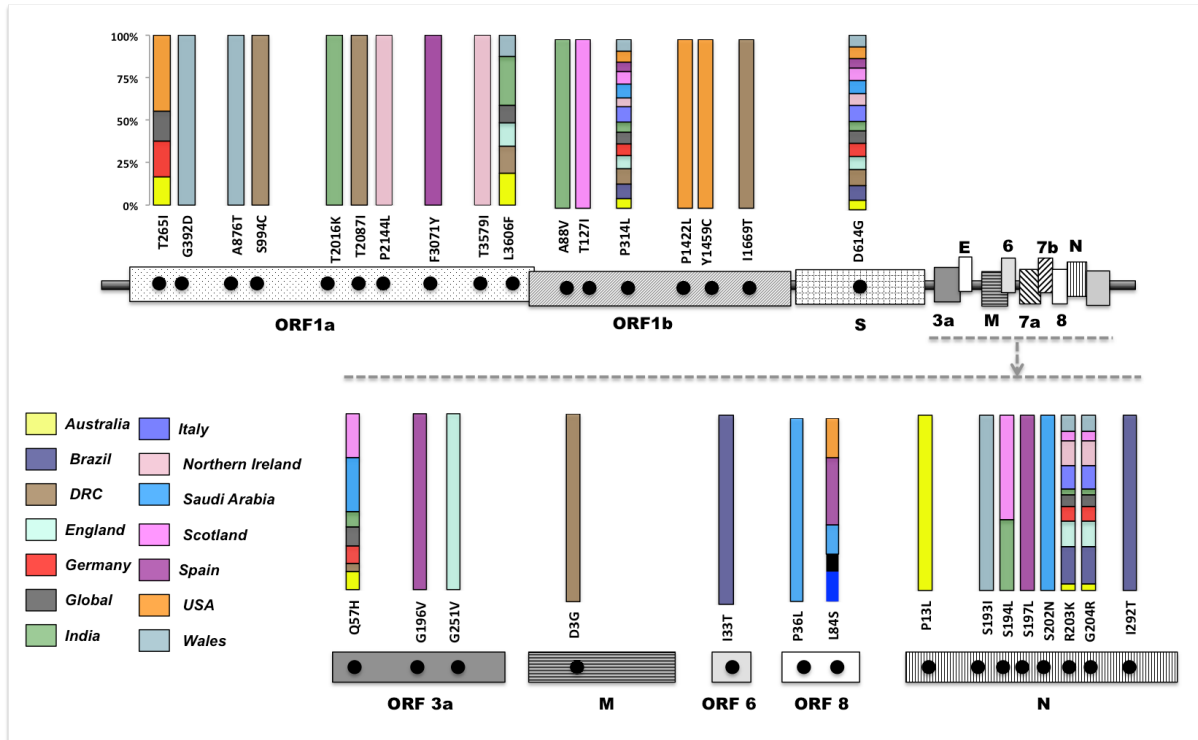 100%
75%
50%
25%
0%
T265I
G392D
A876T
S994C
T2016K
T2087I
P2144L
F3071Y
T3579I
L3606F
A88V
T127I
P314L
P1422L
Y1459C
I1669T
D614G
E
6
7b
N
ORF1a
ORF1b
S
3a
M
7a
8
Australia
Brazil
DRC
England
Germany
Global
India
Italy
Northern Ireland
Saudi Arabia
Scotland
Spain
USA
Wales
Q57H
G196V
G251V
D3G
I33T
P36L
L84S
P13L
S193I
S194L
S197L
S202N
R203K
G204R
I292T
ORF 3a
M
ORF 6
ORF 8
N